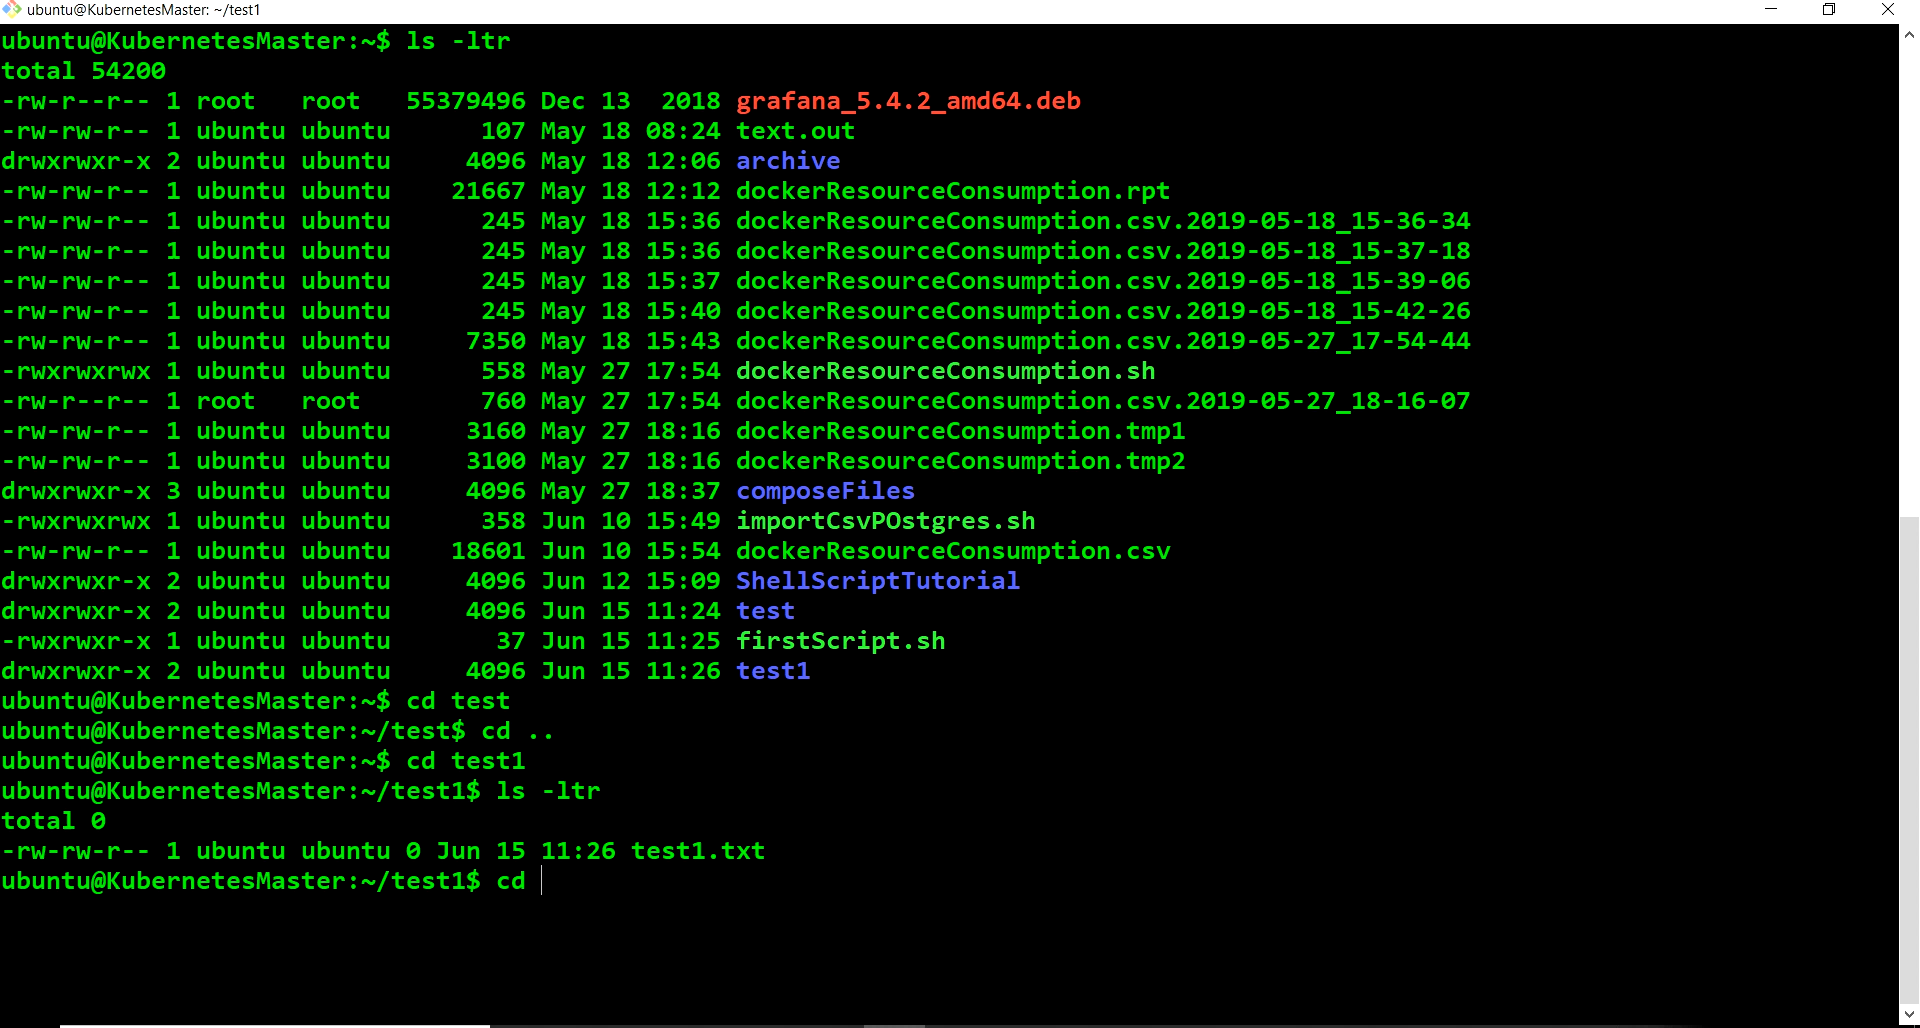 ubuntu@KubernetesMaster: ~/test1
ubuntu@KubernetesMaster:~$ ls -ltr
total 54200
-rw-r--r-- 1 root   root   55379496 Dec 13  2018 grafana_5.4.2_amd64.deb
-rw-rw-r-- 1 ubuntu ubuntu      107 May 18 08:24 text.out
drwxrwxr-x 2 ubuntu ubuntu     4096 May 18 12:06 archive
-rw-rw-r-- 1 ubuntu ubuntu    21667 May 18 12:12 dockerResourceConsumption.rpt
-rw-rw-r-- 1 ubuntu ubuntu      245 May 18 15:36 dockerResourceConsumption.csv.2019-05-18_15-36-34
-rw-rw-r-- 1 ubuntu ubuntu      245 May 18 15:36 dockerResourceConsumption.csv.2019-05-18_15-37-18
-rw-rw-r-- 1 ubuntu ubuntu      245 May 18 15:37 dockerResourceConsumption.csv.2019-05-18_15-39-06
-rw-rw-r-- 1 ubuntu ubuntu      245 May 18 15:40 dockerResourceConsumption.csv.2019-05-18_15-42-26
-rw-rw-r-- 1 ubuntu ubuntu     7350 May 18 15:43 dockerResourceConsumption.csv.2019-05-27_17-54-44
-rwxrwxrwx 1 ubuntu ubuntu      558 May 27 17:54 dockerResourceConsumption.sh
-rw-r--r-- 1 root   root        760 May 27 17:54 dockerResourceConsumption.csv.2019-05-27_18-16-07
-rw-rw-r-- 1 ubuntu ubuntu     3160 May 27 18:16 dockerResourceConsumption.tmp1
-rw-rw-r-- 1 ubuntu ubuntu     3100 May 27 18:16 dockerResourceConsumption.tmp2
drwxrwxr-x 3 ubuntu ubuntu     4096 May 27 18:37 composeFiles
-rwxrwxrwx 1 ubuntu ubuntu      358 Jun 10 15:49 importCsvPOstgres.sh
-rw-rw-r-- 1 ubuntu ubuntu    18601 Jun 10 15:54 dockerResourceConsumption.csv
drwxrwxr-x 2 ubuntu ubuntu     4096 Jun 12 15:09 ShellScriptTutorial
drwxrwxr-x 2 ubuntu ubuntu     4096 Jun 15 11:24 test
-rwxrwxr-x 1 ubuntu ubuntu       37 Jun 15 11:25 firstScript.sh
drwxrwxr-x 2 ubuntu ubuntu     4096 Jun 15 11:26 test1
ubuntu@KubernetesMaster:~$ cd test
ubuntu@KubernetesMaster:~/test$ cd ..
ubuntu@KubernetesMaster:~$ cd test1
ubuntu@KubernetesMaster:~/test1$ ls -ltr
total 0
-rw-rw-r-- 1 ubuntu ubuntu 0 Jun 15 11:26 test1.txt
ubuntu@KubernetesMaster:~/test1$ cd